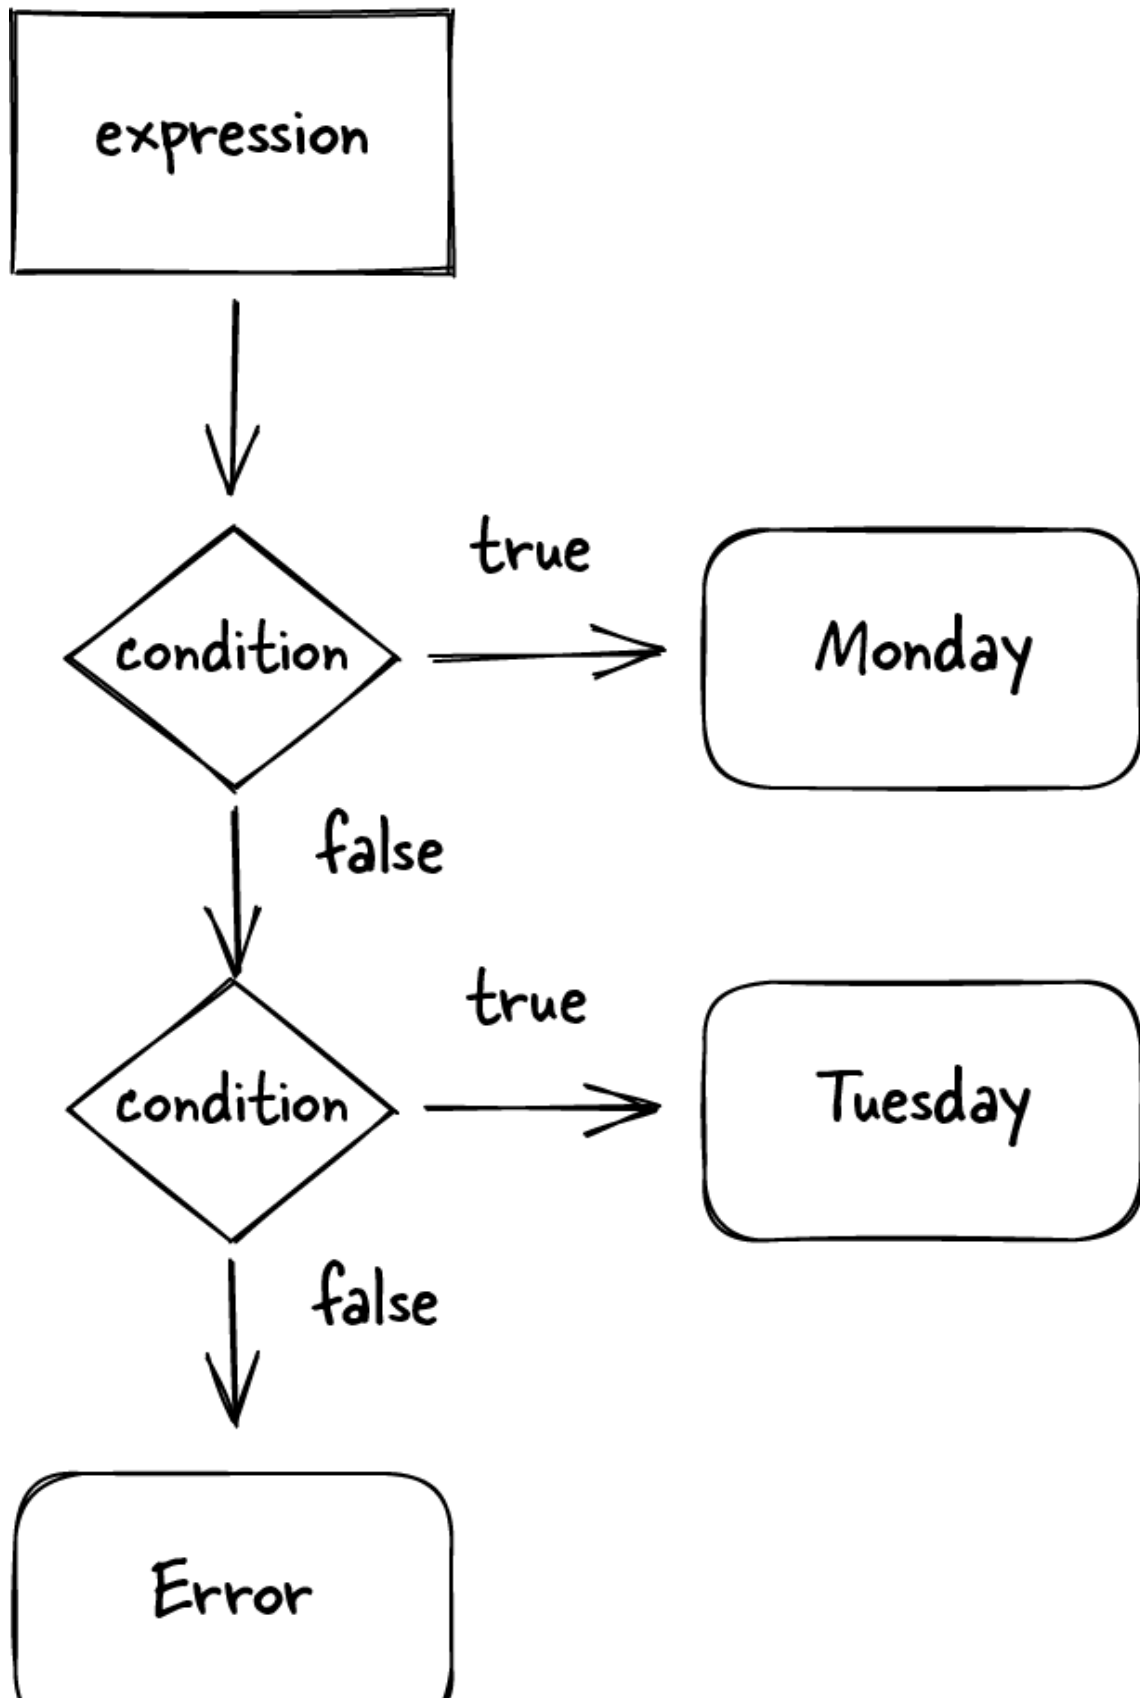 expression
true
condition
Monday
false
true
condition
Tuesday
false
Error